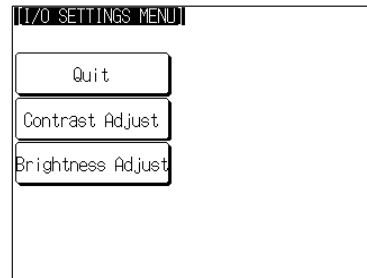 [I/O SETTINGS MENU]
Quit
Contrast Adjust
Brightness Adjust